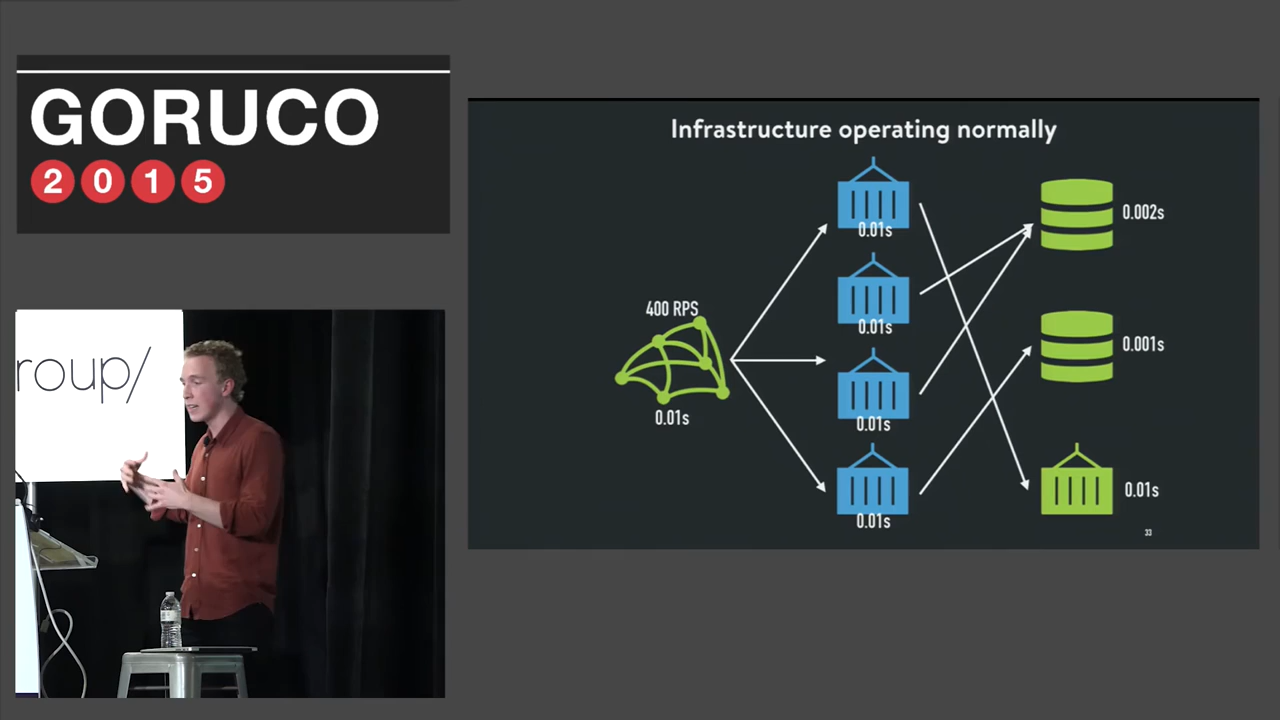 GORUCO
2 0 1 5
roup/
Infrastructure operating normally
400 RPS
0.01s
0.01s
0.01s
0.01s
0.01s
0.002s
0.001s
0.01s
33